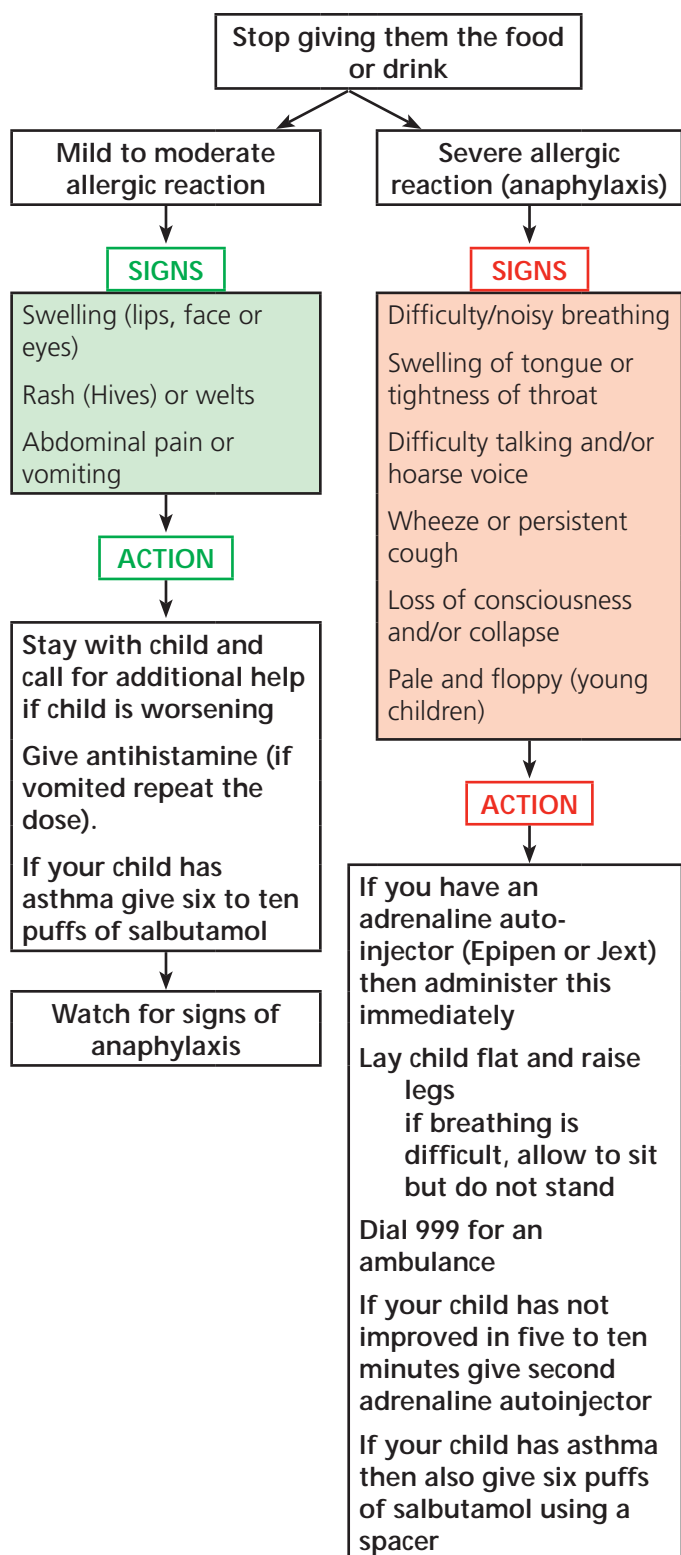 Stop giving them the food
or drink
Mild to moderate
allergic reaction
SIGNS
Swelling (lips, face or
eyes)
Rash (Hives) or welts
Abdominal pain or
vomiting
ACTION
Stay with child and
call for additional help
if child is worsening
Give antihistamine (if
vomited repeat the
dose).
If your child has
asthma give six to ten
puffs of salbutamol
Watch for signs of
anaphylaxis
Severe allergic
reaction (anaphylaxis)
SIGNS
Difficulty/noisy breathing
Swelling of tongue or
tightness of throat
Difficulty talking and/or
hoarse voice
Wheeze or persistent
cough
Loss of consciousness
and/or collapse
Pale and floppy (young
children)
ACTION
If you have an
adrenaline auto-
injector (Epipen or Jext)
then administer this
immediately
Lay child flat and raise
legs
if breathing is
difficult, allow to sit
but do not stand
Dial 999 for an
ambulance
If your child has not
improved in five to ten
minutes give second
adrenaline autoinjector
If your child has asthma
then also give six puffs
of salbutamol using a
spacer